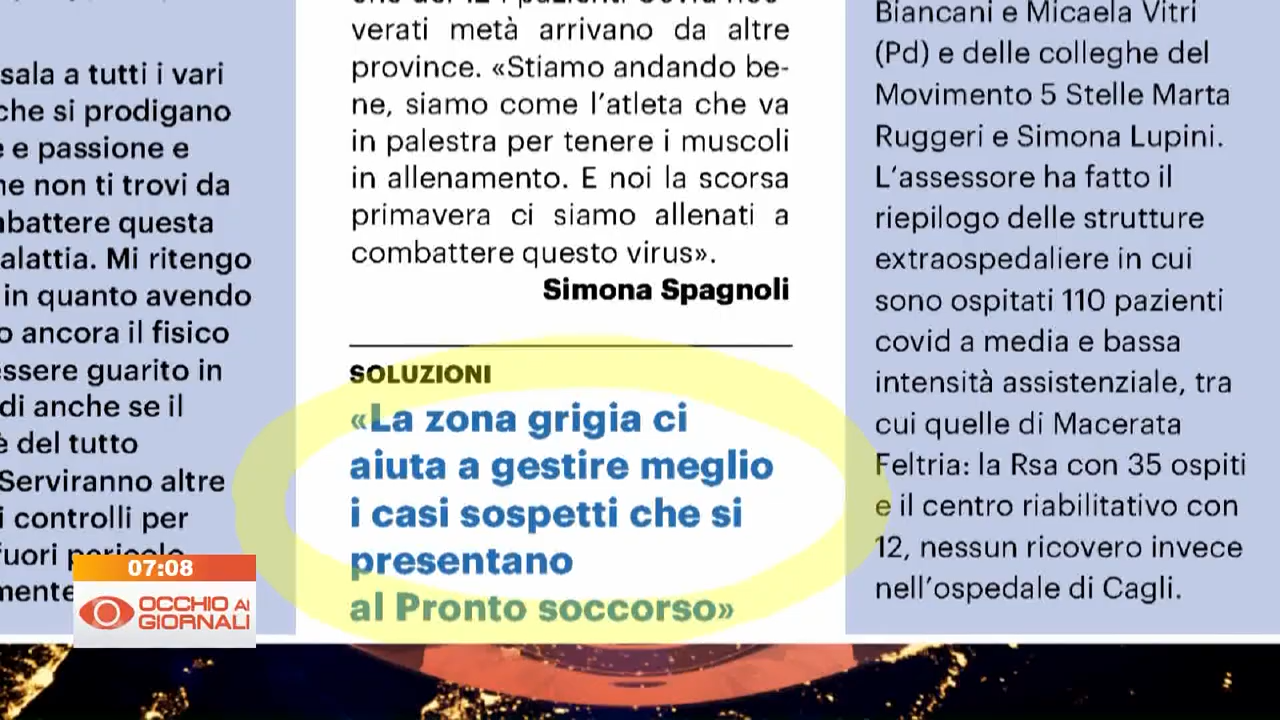 sala a tutti i vari
che si prodigano
e e passione e
ne non ti trovi da
battere questa
alattia. Mi ritengo
in quanto avendo
o ancora il fisico
essere guarito in
di anche se il
è del tutto
Serviranno altre
i controlli per
fuori pericolo
mente
verati metà arrivano da altre
province. «Stiamo andando be-
ne, siamo come l'atleta che va
in palestra per tenere i muscoli
in allenamento. E noi la scorsa
primavera ci siamo allenati a
combattere questo virus».
Simona Spagnoli
SOLUZIONI
«La zona grigia ci
aiuta a gestire meglio
i casi sospetti che si
presentano
al Pronto soccorso»
Biancani e Micaela Vitri
(Pd) e delle colleghe del
Movimento 5 Stelle Marta
Ruggeri e Simona Lupini.
L'assessore ha fatto il
riepilogo delle strutture
extraospedaliere in cui
sono ospitati 110 pazienti
covid a media e bassa
intensità assistenziale, tra
cui quelle di Macerata
Feltria: la Rsa con 35 ospiti
e il centro riabilitativo con
12, nessun ricovero invece
nell'ospedale di Cagli.
07:08
OCCHIO AI
GIORNALI